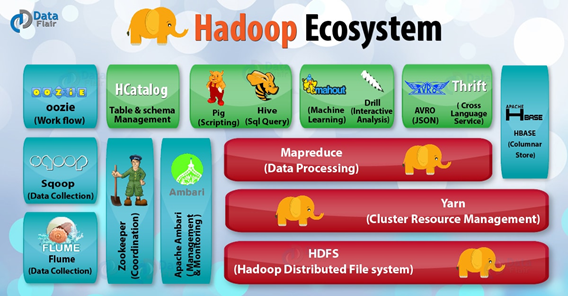 Data
Flair
Hadoop Ecosystem
OOZIE
oozie
(Work flow)
HCatalog
Table & schema
Management
Pig
(Scripting)
Hive
(Sql Query)
mahout
(Machine
Learning)
Drill
(Interactive
Analysis)
AVRO
AVRO
(JSON)
Thrift
( Cross
Language
Service)
APACHE
HBASE
HBASE
(Columnar
Store)
sqoop
Sqoop
(Data Collection)
FLUME
Flume
(Data Collection)
Zookeeper
(Coordination)
Ambari
Apache Ambari
( Management
& Monitoring)
Mapreduce
(Data Processing)
Yarn
(Cluster Resource Management)
HDFS
(Hadoop Distributed File system)